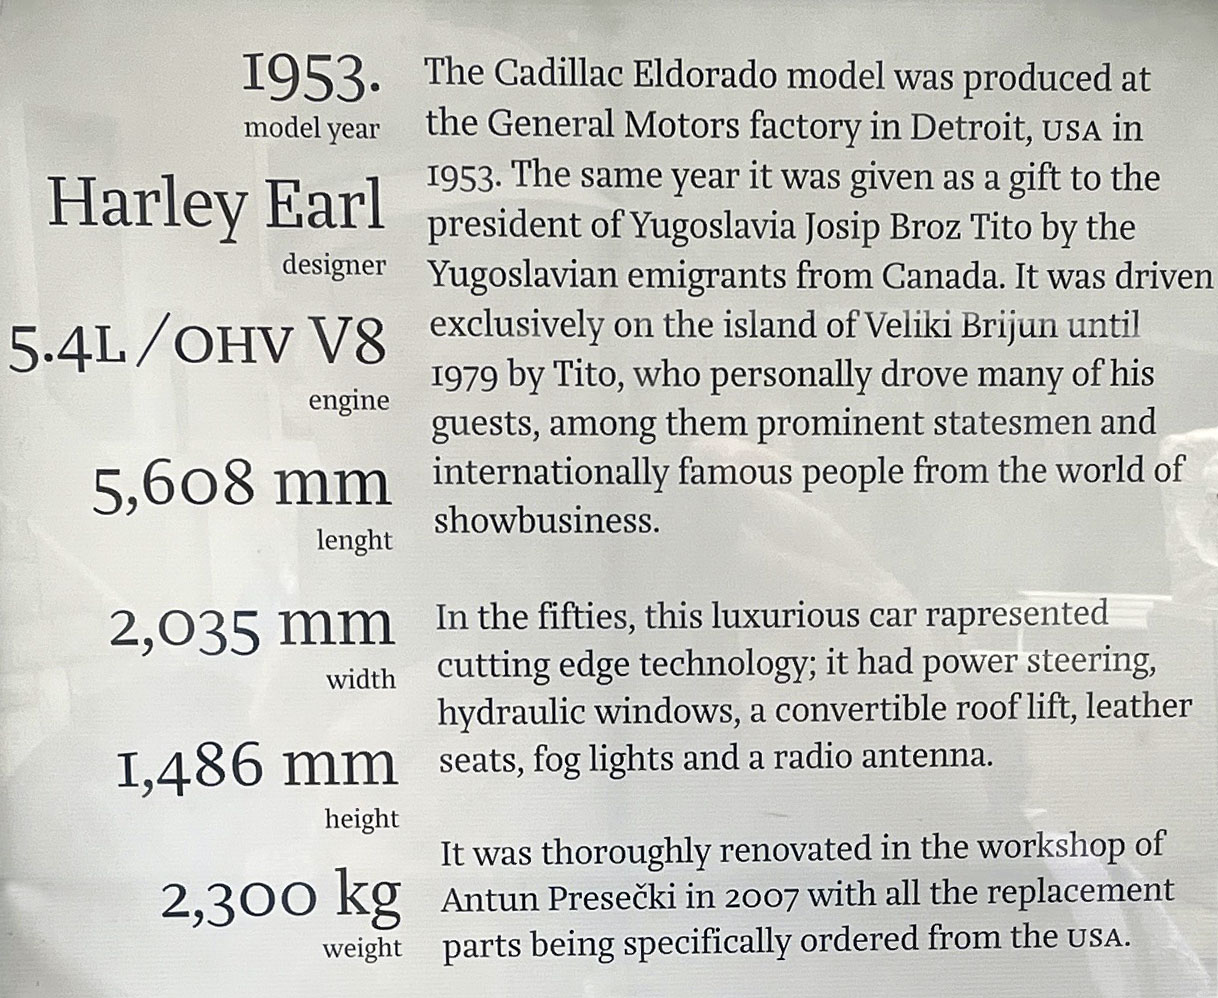 1953.
model year
Harley Earl
designer
5.4L/OHV V8
engine
5,608 mm
lenght
2,035 mm
width
1,486 mm
height
2,300 kg
weight
The Cadillac Eldorado model was produced at
the General Motors factory in Detroit, USA in
1953. The same year it was given as a gift to the
president of Yugoslavia Josip Broz Tito by the
Yugoslavian emigrants from Canada. It was driven
exclusively on the island of Veliki Brijun until
1979 by Tito, who personally drove many of his
guests, among them prominent statesmen and
internationally famous people from the world of
showbusiness.
In the fifties, this luxurious car rapresented
cutting edge technology; it had power steering,
hydraulic windows, a convertible roof lift, leather
seats, fog lights and a radio antenna.
It was thoroughly renovated in the workshop of
Antun Presečki in 2007 with all the replacement
parts being specifically ordered from the USA.